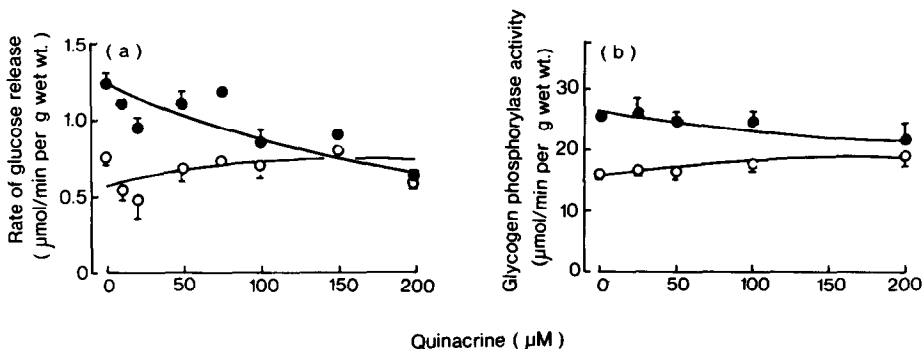 Rate of glucose release
( μmol/min per g wet wt.)
1.5
1.0
0.5
0
( a )
0
50
100
150
200
Glycogen phosphorylase activity
(μmol/min per g wet wt.)
30
20
10
0
( b )
0
50
100
150
200
Quinacrine ( μM )